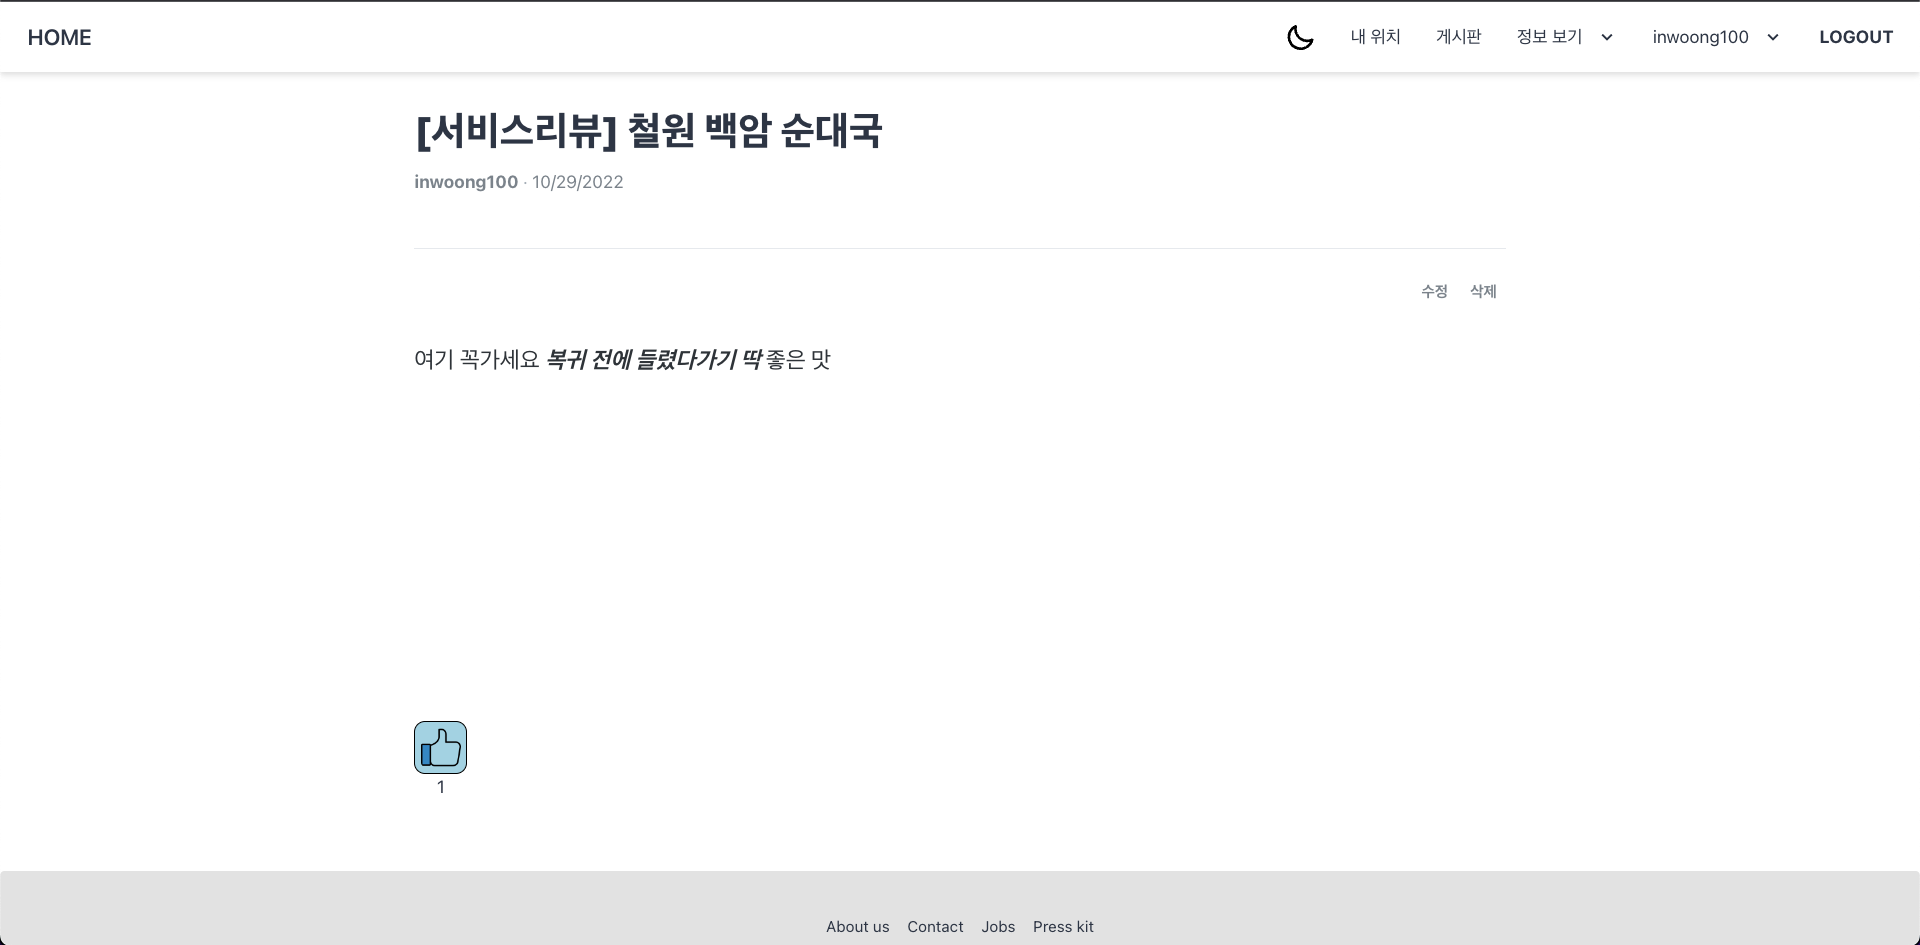 HOME 내 위치 게시판 정보 보기 inwoong100 LOGOUT
[서비스리뷰] 철원 백암 순대국
inwoong100 · 10/29/2022
수정 삭제
여기 꼭가세요 복귀 전에 들렸다가기 딱 좋은 맛
1
About us Contact Jobs Press kit